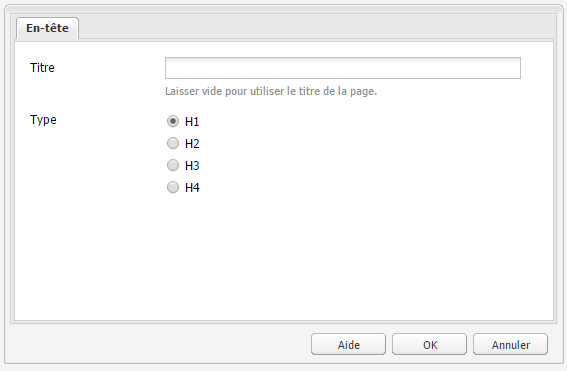 En-tête
Titre
Laisser vide pour utiliser le titre de la page.
Type
H1
H2
H3
H4
Aide OK Annuler